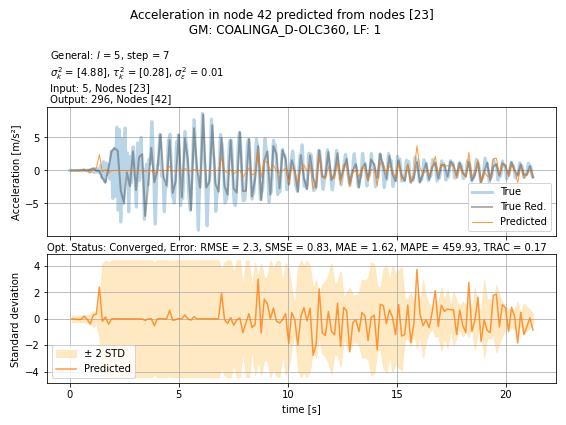 Acceleration in node 42 predicted from nodes [23]
GM: COALINGA_D-OLC360, LF: 1
General: l = 5, step = 7
σ²ₖ = [4.88], τ²ₖ = [0.28], σ²ε = 0.01
Input: 5, Nodes [23]
Output: 296, Nodes [42]
Acceleration [m/s²]
5
0
−5
True
True Red.
Predicted
Opt. Status: Converged, Error: RMSE = 2.3, SMSE = 0.83, MAE = 1.62, MAPE = 459.93, TRAC = 0.17
Standard deviation
4
2
0
−2
−4
± 2 STD
Predicted
0 5 10 15 20
time [s]